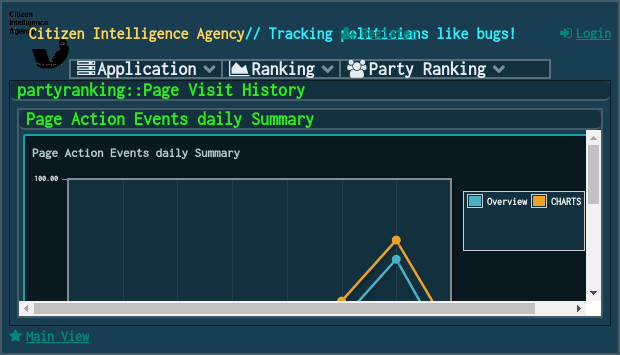 Citizen
Intelligence
Agency
Citizen Intelligence Agency// Tracking politicians like bugs!
Login
Application
Ranking
Party Ranking
partyranking::Page Visit History
Page Action Events daily Summary
Page Action Events daily Summary
100.00
Overview
CHARTS
Main View